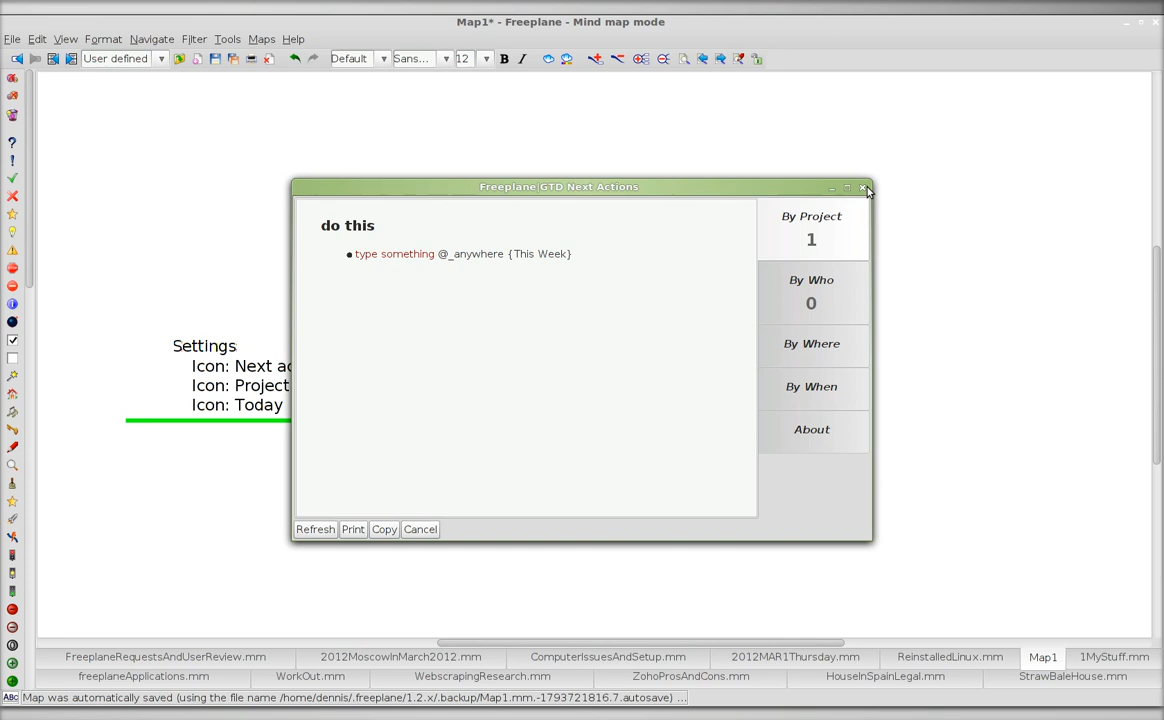 Map1* - Freeplane - Mind map mode
File Edit View Format Navigate Filter Tools Maps Help
User defined Default Sans... 12 B I
Freeplane|GTD Next Actions
do this
type something @_anywhere {This Week}
By Project
1
By Who
0
By Where
By When
About
Settings
Icon: Next ac
Icon: Project
Icon: Today
Refresh Print Copy Cancel
FreeplaneRequestsAndUserReview.mm 2012MoscowInMarch2012.mm ComputerIssuesAndSetup.mm 2012MAR1Thursday.mm ReinstalledLinux.mm Map1 1MyStuff.mm
freeplaneApplications.mm WorkOut.mm WebscrapingResearch.mm ZohoProsAndCons.mm HouseInSpainLegal.mm StrawBaleHouse.mm
Abc Map was automatically saved (using the file name /home/dennis/.freeplane/1.2.x/.backup/Map1.mm.-1793721816.7.autosave) ...